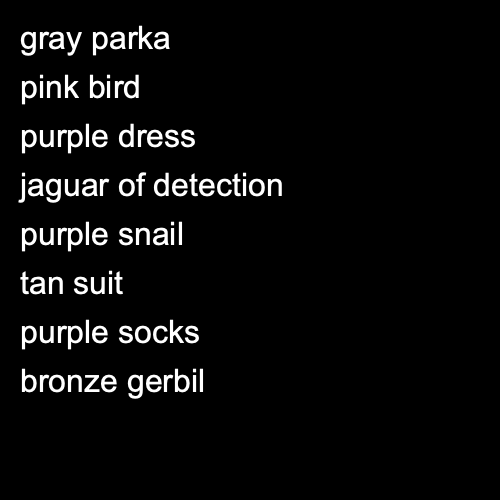 gray parka
pink bird
purple dress
jaguar of detection
purple snail
tan suit
purple socks
bronze gerbil